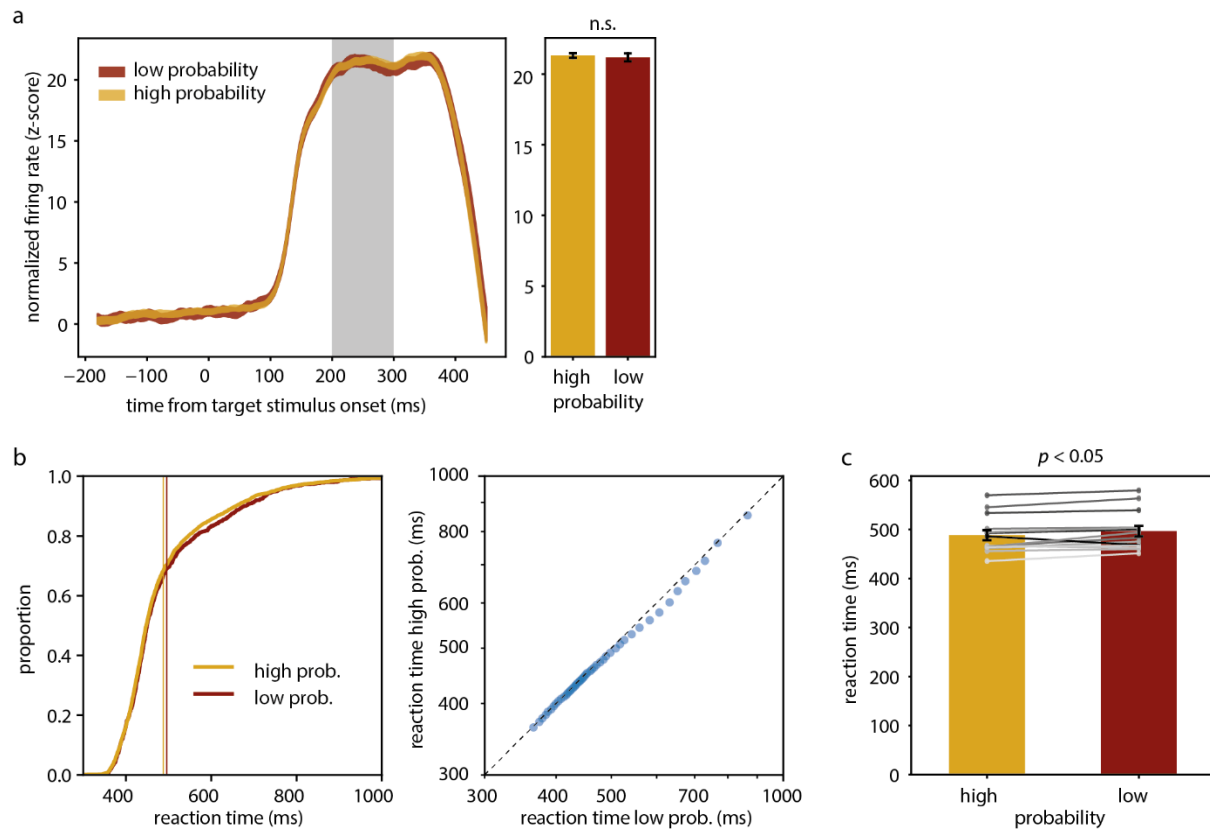 a
low probability
high probability
normalized firing rate (z-score)
20
15
10
5
0
−200
−100
0
100
200
300
400
time from target stimulus onset (ms)
n.s.
20
15
10
5
0
high
low
probability
b
1.0
0.8
0.6
0.4
0.2
0.0
proportion
high prob.
low prob.
400
600
800
1000
reaction time (ms)
1000
800
600
500
400
300
reaction time high prob. (ms)
300
400
500
700
1000
reaction time low prob. (ms)
c
p < 0.05
600
500
400
300
200
100
0
reaction time (ms)
high
low
probability